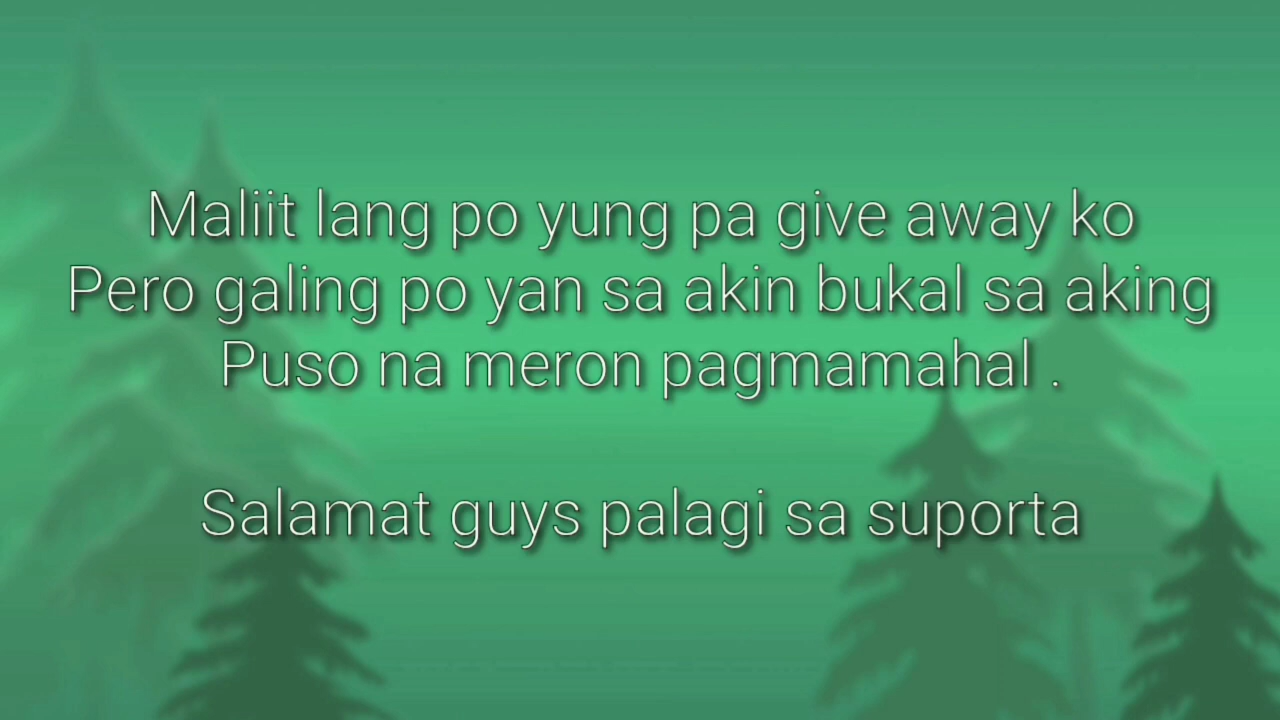 Maliit lang po yung pa give away ko
Pero galing po yan sa akin bukal sa aking
Puso na meron pagmamahal .
Salamat guys palagi sa suporta